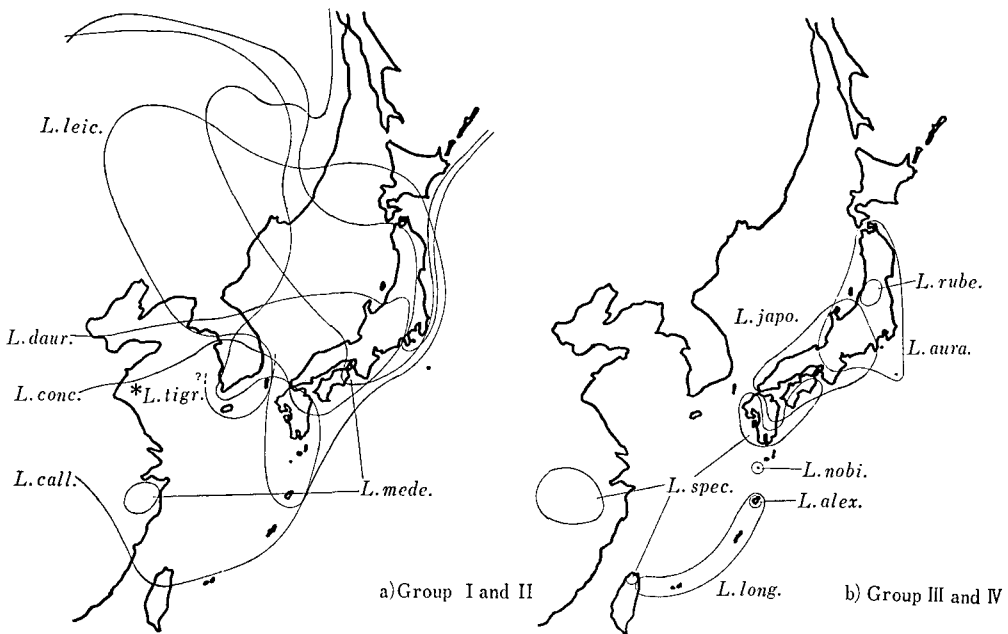 L. leic.
L. daur.
L. conc.
?
*L. tigr.
L. call.
L. mede.
a) Group I and II
L. rube.
L. japo.
L. aura.
L. nobi.
L. spec.
L. alex.
L. long.
b) Group III and IV